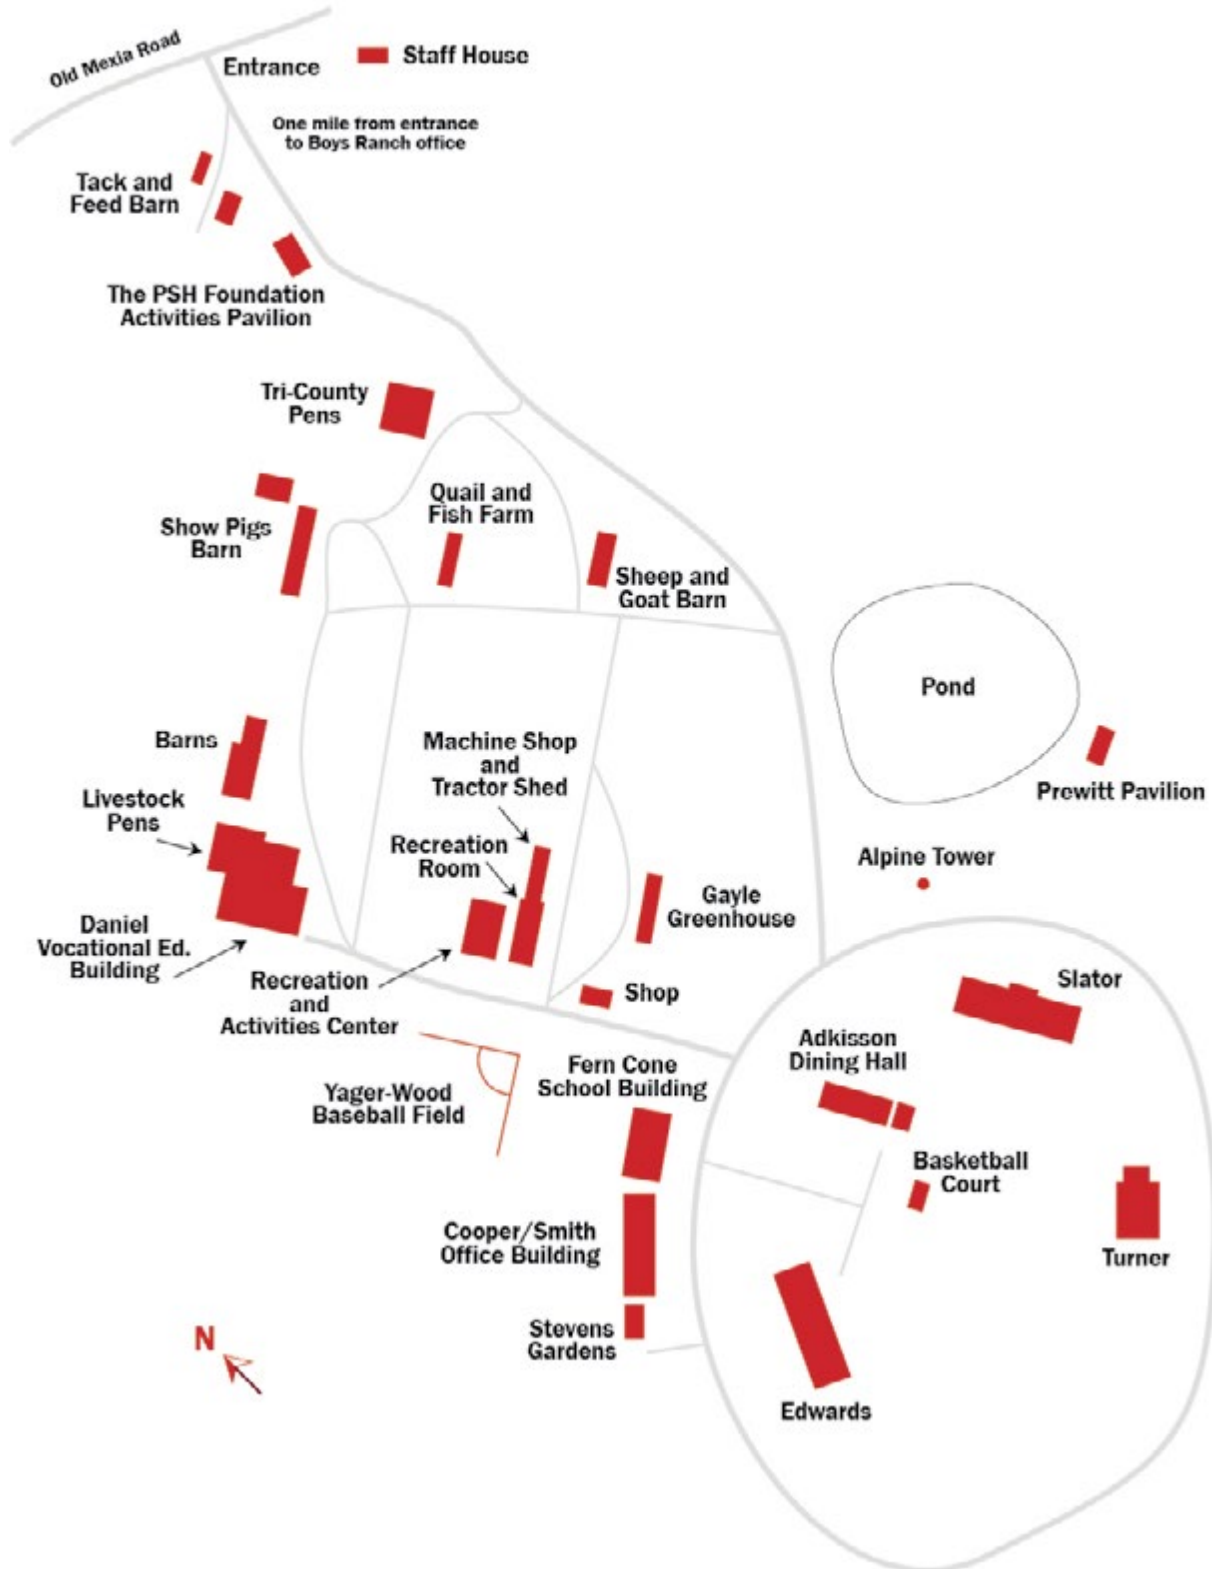 Old Mexia Road
Entrance
Staff House
One mile from entrance
to Boys Ranch office
Tack and
Feed Barn
The PSH Foundation
Activities Pavilion
Tri-County
Pens
Quail and
Fish Farm
Show Pigs
Barn
Sheep and
Goat Barn
Pond
Barns
Machine Shop
and
Tractor Shed
Prewitt Pavilion
Livestock
Pens
Recreation
Room
Alpine Tower
Gayle
Greenhouse
Daniel
Vocational Ed.
Building
Recreation
and
Activities Center
Shop
Slator
Adkisson
Dining Hall
Fern Cone
School Building
Yager-Wood
Baseball Field
Basketball
Court
Cooper/Smith
Office Building
Turner
Stevens
Gardens
N
Edwards